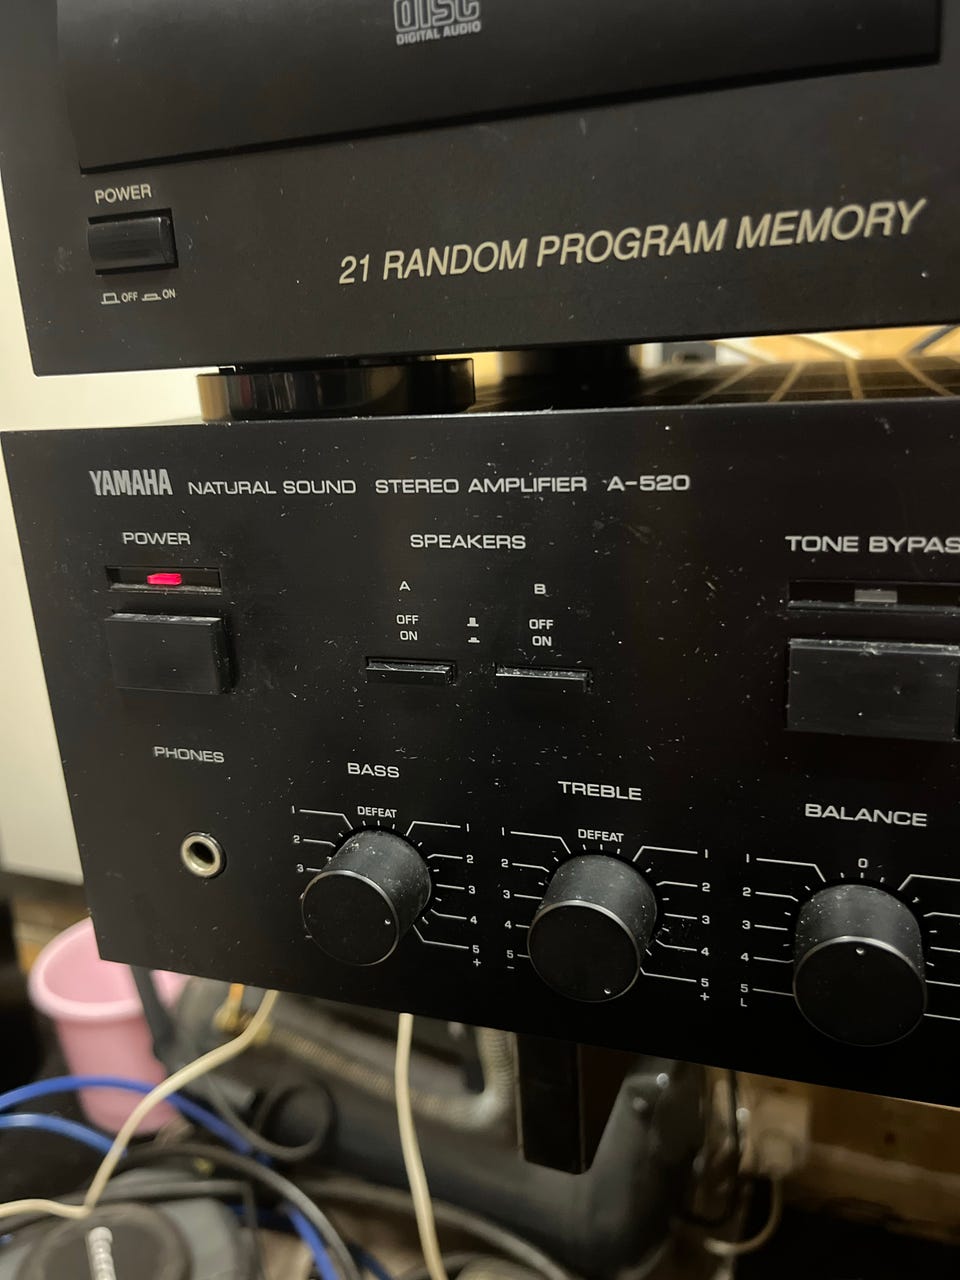 disc
DIGITAL AUDIO
POWER
OFF ON
21 RANDOM PROGRAM MEMORY
YAMAHA NATURAL SOUND STEREO AMPLIFIER A-520
POWER
SPEAKERS
TONE BYPAS
A B
OFF OFF
ON ON
PHONES
BASS
TREBLE
BALANCE
DEFEAT
1 1
2 2
3 3
4
5
+
DEFEAT
1 1
2 2
3 3
4 4
5 5
- +
0
1
2
3
4
5
L